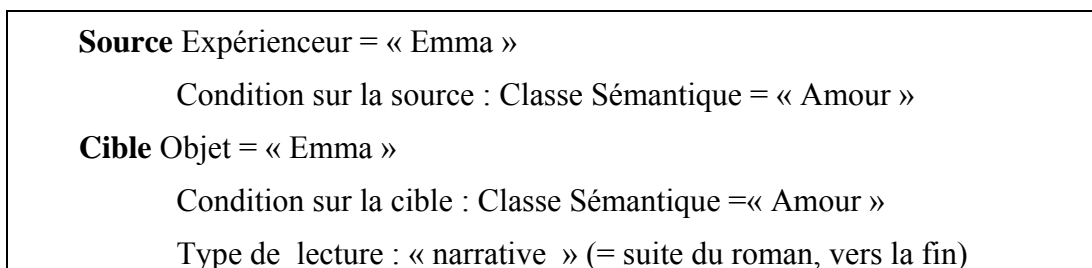 Source Expérienceur = « Emma »
Condition sur la source : Classe Sémantique = « Amour »
Cible Objet = « Emma »
Condition sur la cible : Classe Sémantique =« Amour »
Type de  lecture : « narrative  » (= suite du roman, vers la fin)